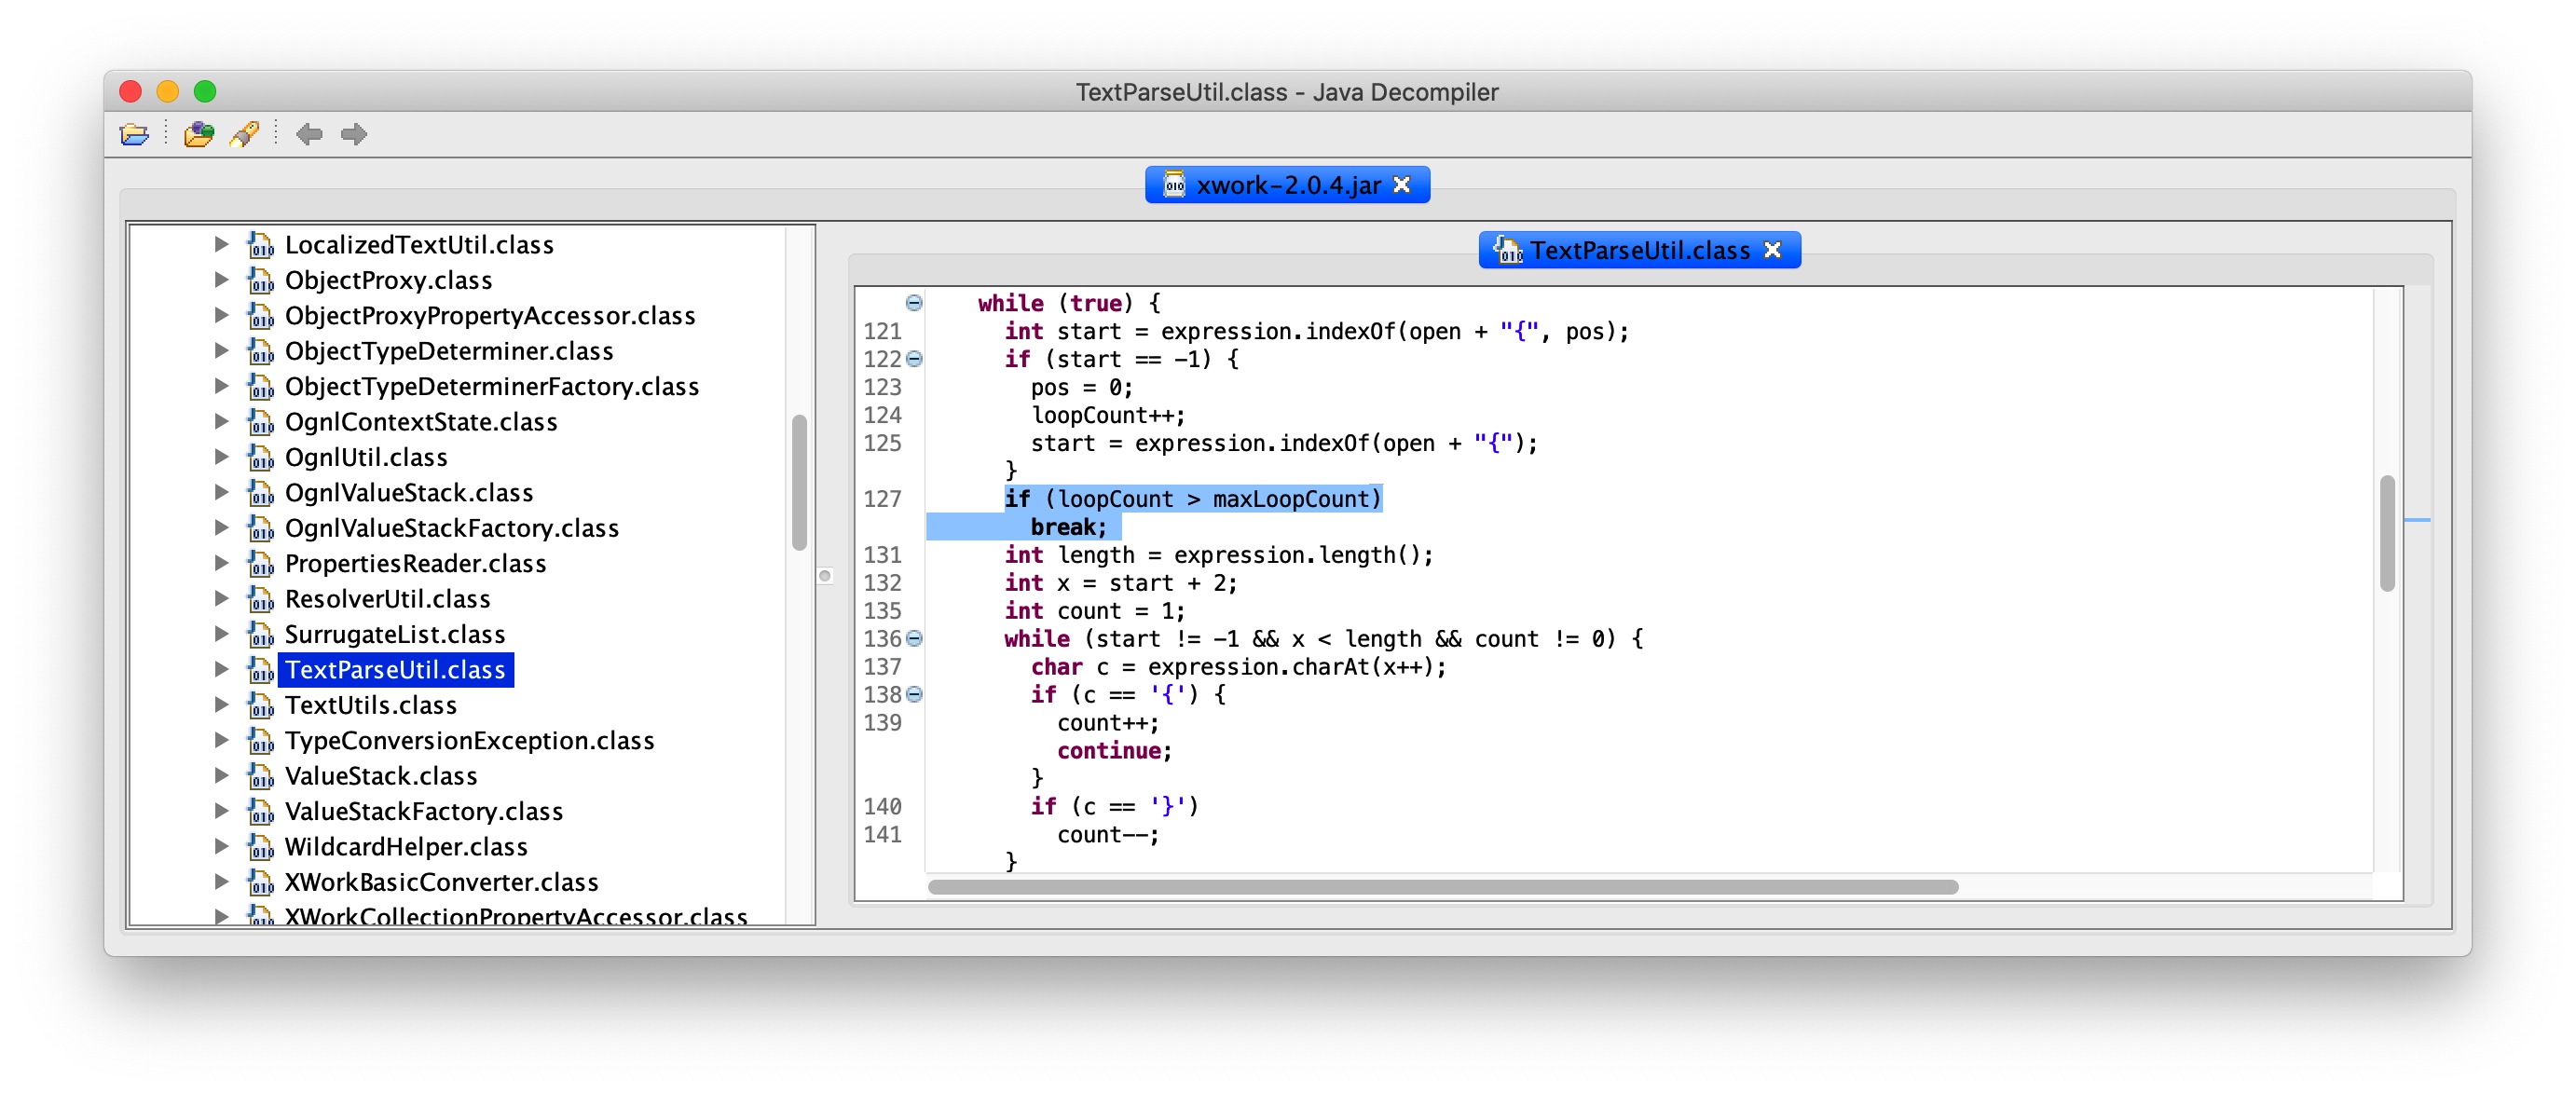 TextParseUtil.class - Java Decompiler
xwork-2.0.4.jar
LocalizedTextUtil.class
ObjectProxy.class
ObjectProxyPropertyAccessor.class
ObjectTypeDeterminer.class
ObjectTypeDeterminerFactory.class
OgnlContextState.class
OgnlUtil.class
OgnlValueStack.class
OgnlValueStackFactory.class
PropertiesReader.class
ResolverUtil.class
SurrugateList.class
TextParseUtil.class
TextUtils.class
TypeConversionException.class
ValueStack.class
ValueStackFactory.class
WildcardHelper.class
XWorkBasicConverter.class
XWorkCollectionPropertyAccessor.class
TextParseUtil.class
while (true) {
121 int start = expression.indexOf(open + "{", pos);
122 if (start == -1) {
123 pos = 0;
124 loopCount++;
125 start = expression.indexOf(open + "{");
}
127 if (loopCount > maxLoopCount)
break;
131 int length = expression.length();
132 int x = start + 2;
135 int count = 1;
136 while (start != -1 && x < length && count != 0) {
137 char c = expression.charAt(x++);
138 if (c == '{') {
139 count++;
continue;
}
140 if (c == '}')
141 count--;
}